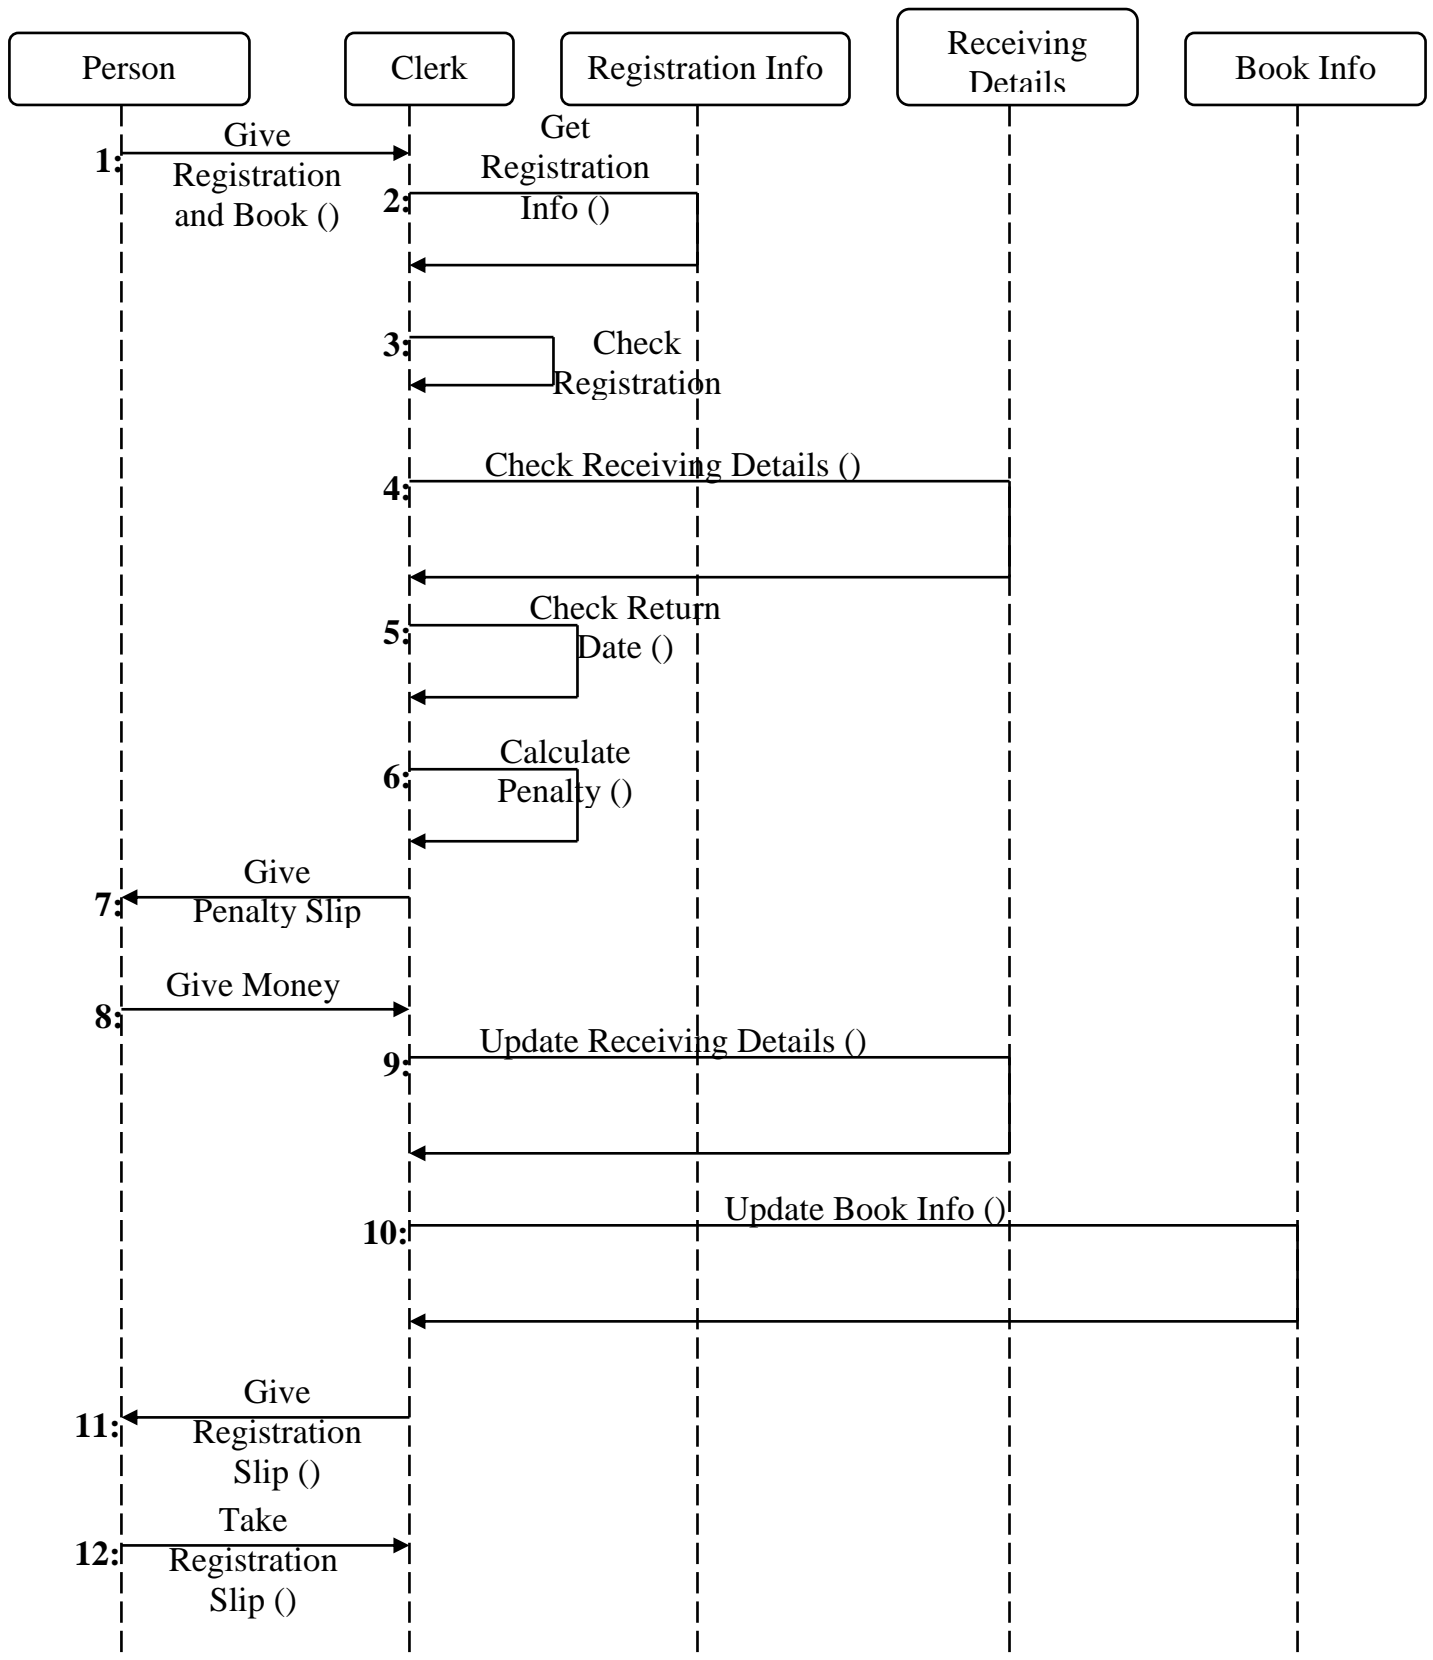 Person
Clerk
Registration Info
Receiving
Details
Book Info
1:
Give
Registration
and Book ()
2:
Get
Registration
Info ()
3:
Check
Registration
4:
Check Receiving Details ()
5:
Check Return
Date ()
6:
Calculate
Penalty ()
7:
Give
Penalty Slip
8:
Give Money
9:
Update Receiving Details ()
10:
Update Book Info ()
11:
Give
Registration
Slip ()
12:
Take
Registration
Slip ()